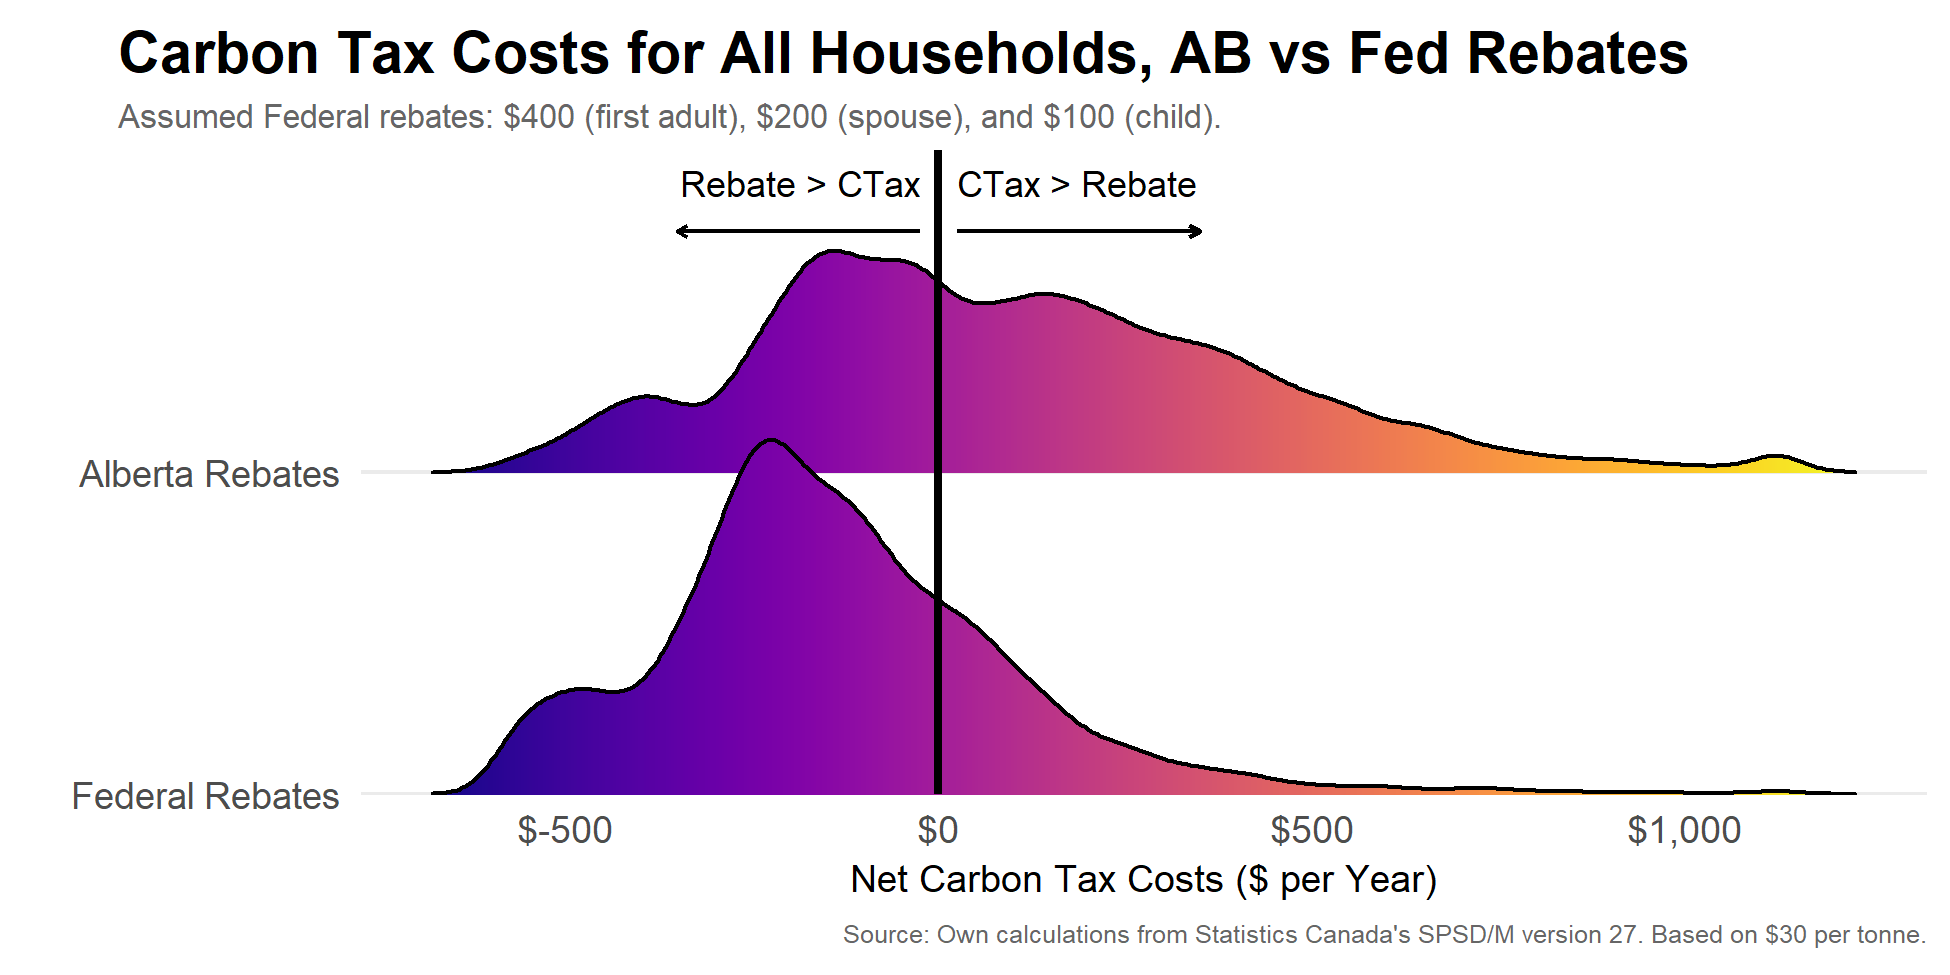 Carbon Tax Costs for All Households, AB vs Fed Rebates
Assumed Federal rebates: $400 (first adult), $200 (spouse), and $100 (child).
Rebate > CTax
CTax > Rebate
Alberta Rebates
Federal Rebates
$-500
$0
$500
$1,000
Net Carbon Tax Costs ($ per Year)
Source: Own calculations from Statistics Canada's SPSD/M version 27. Based on $30 per tonne.